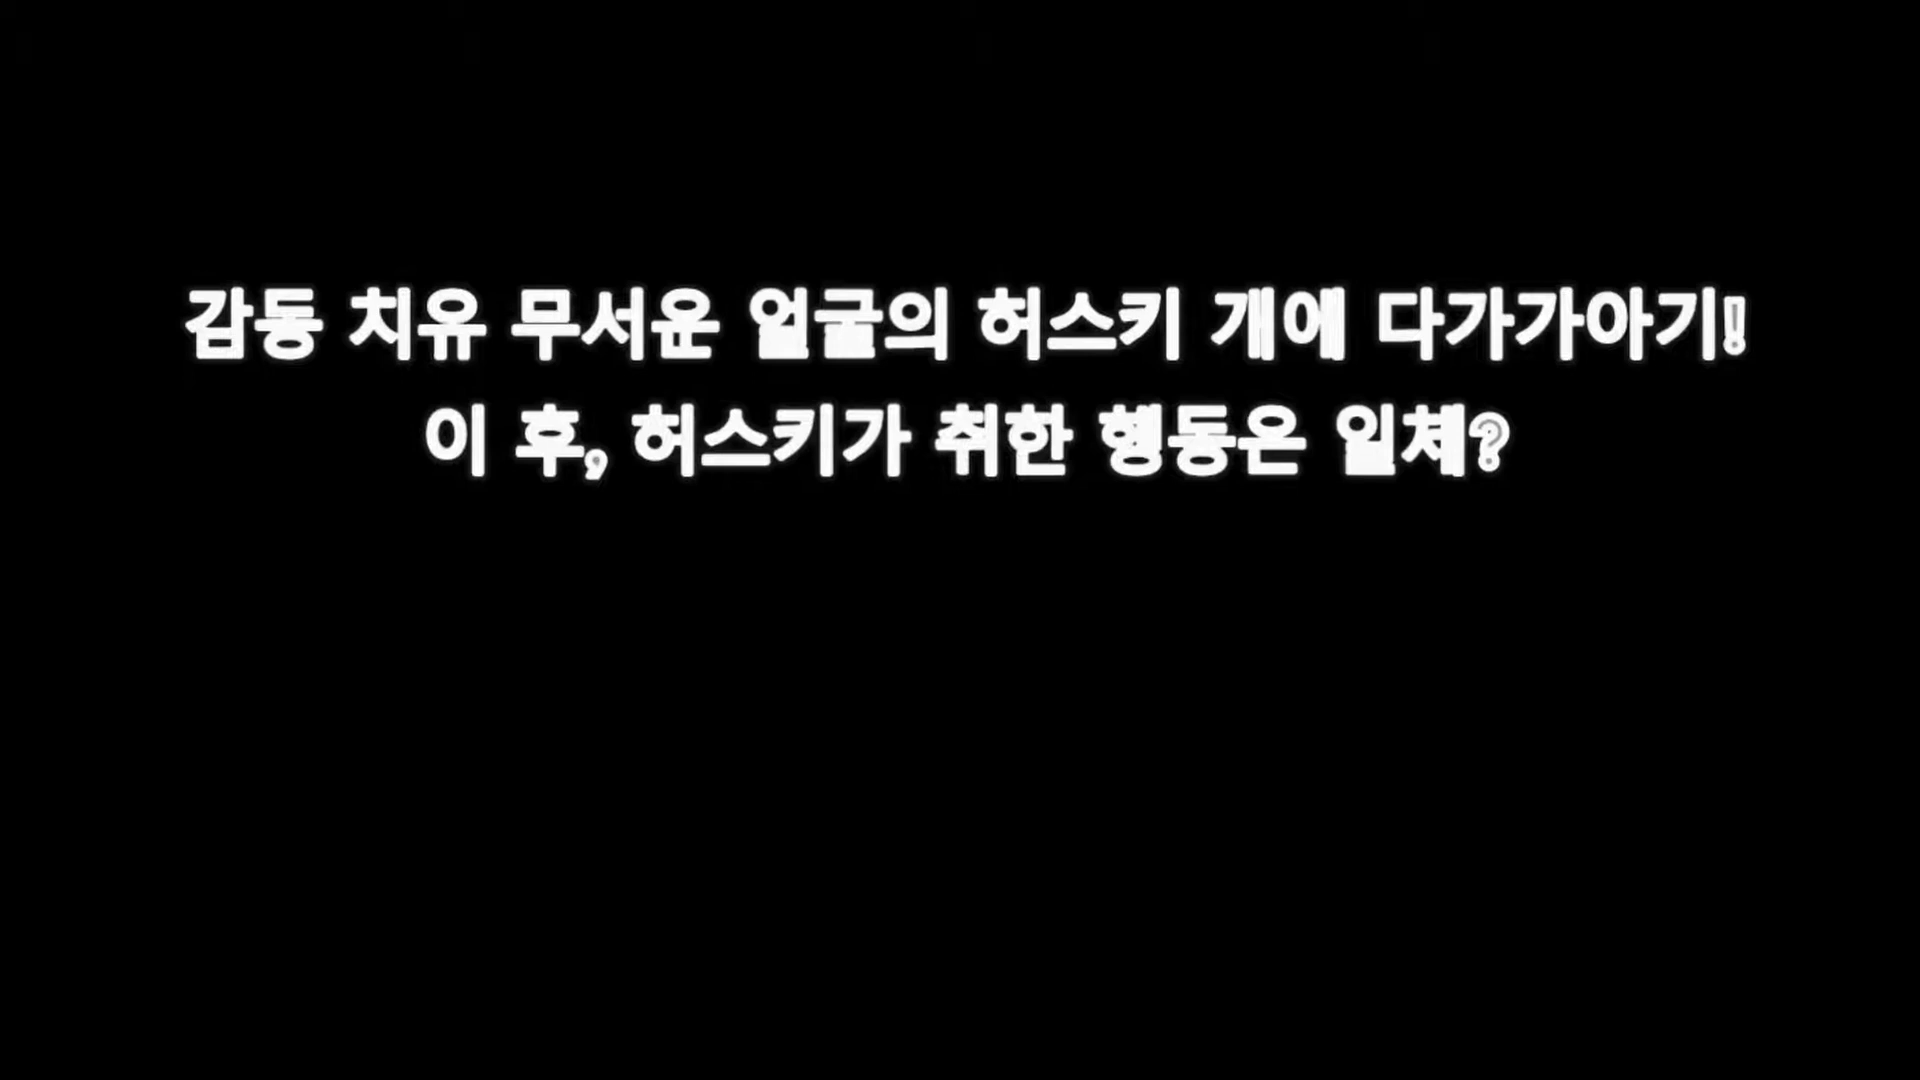 감동 치유 무서운 얼굴의 허스키 개에 다가가아기!
이 후, 허스키가 취한 행동은 일체?